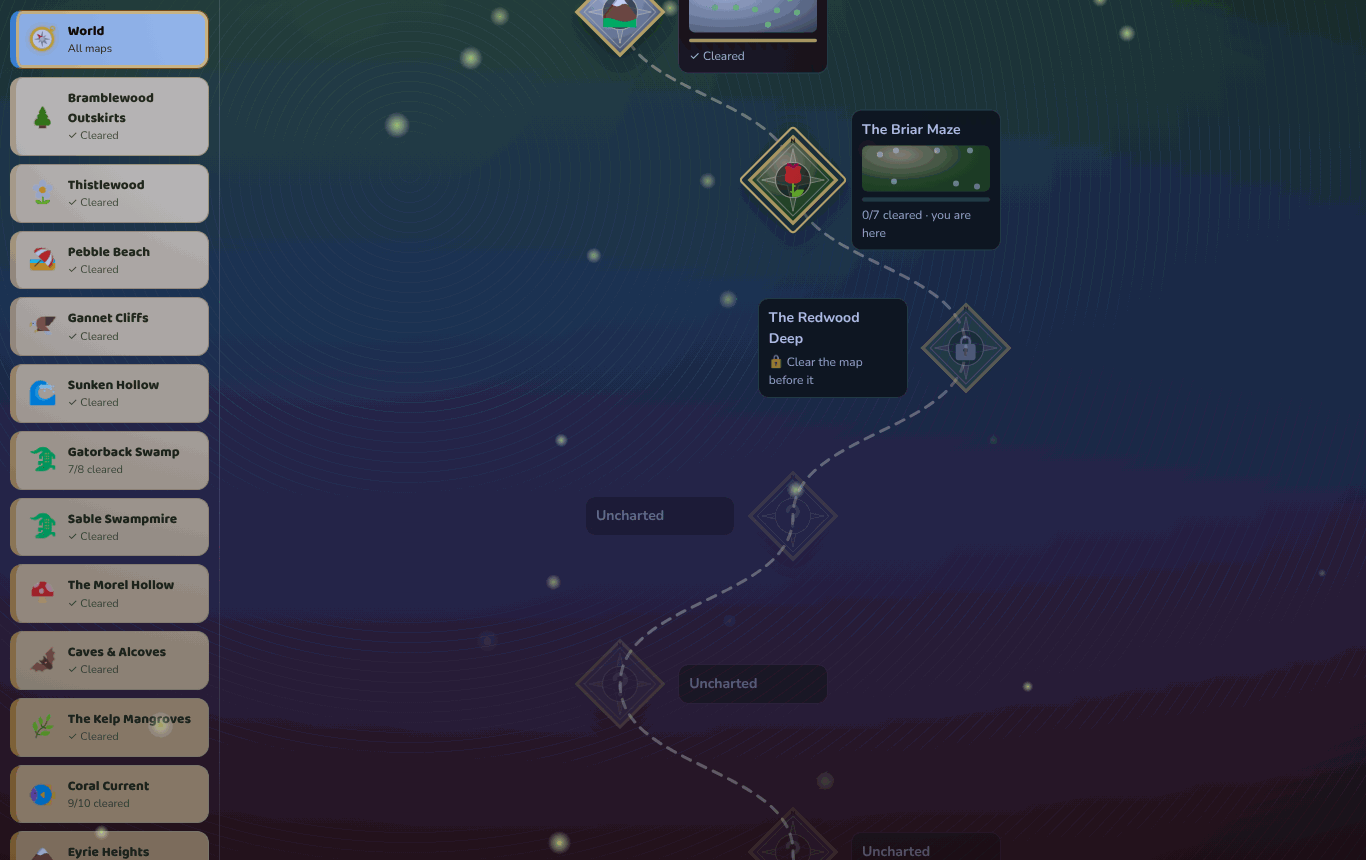 World
All maps
Bramblewood
Outskirts
✓ Cleared
Thistlewood
✓ Cleared
Pebble Beach
✓ Cleared
Gannet Cliffs
✓ Cleared
Sunken Hollow
✓ Cleared
Gatorback Swamp
7/8 cleared
Sable Swampmire
✓ Cleared
The Morel Hollow
✓ Cleared
Caves & Alcoves
✓ Cleared
The Kelp Mangroves
✓ Cleared
Coral Current
9/10 cleared
Eyrie Heights
✓ Cleared
The Briar Maze
0/7 cleared · you are
here
The Redwood
Deep
🔒 Clear the map
before it
Uncharted
Uncharted
Uncharted